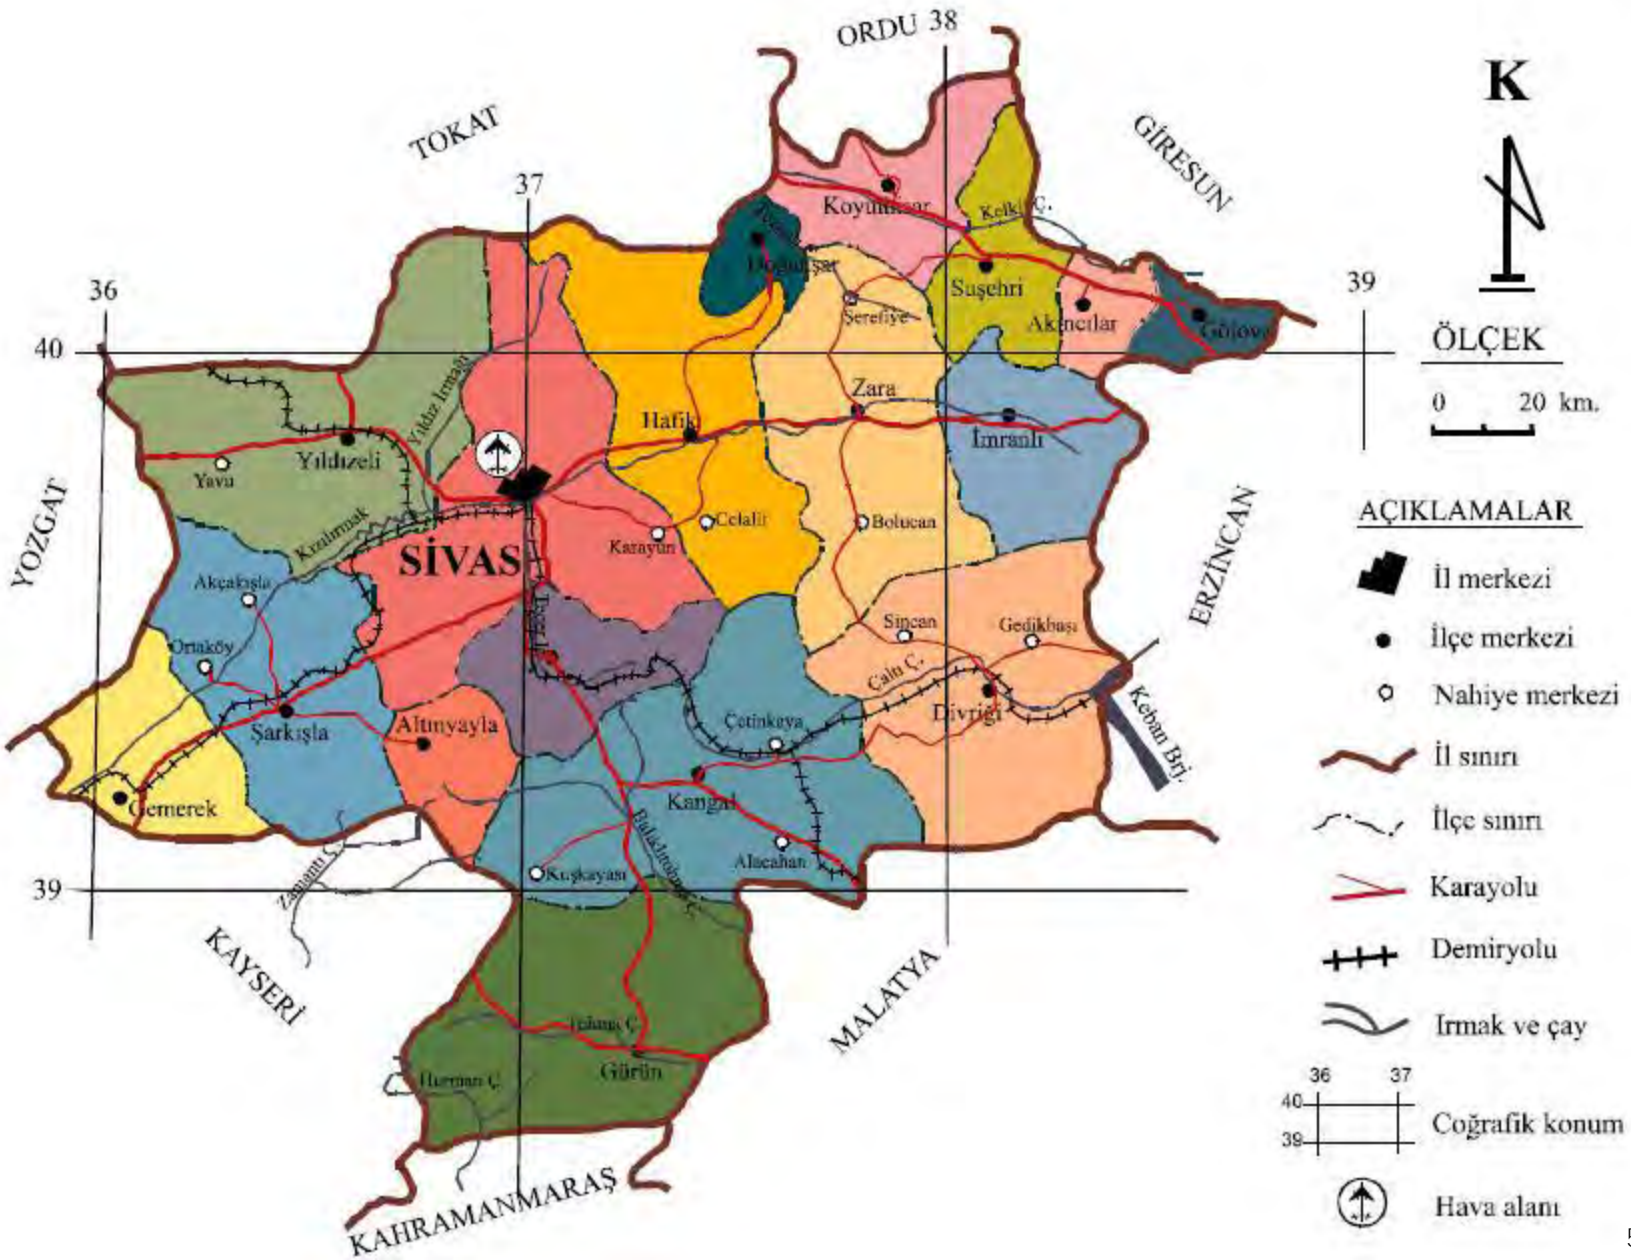 ORDU 38
K
TOKAT
GİRESUN
37
Kelkit Ç.
Koyulhisar
36
Suşehri
39
Doğanşar
Şerefiye
Akıncılar
Gölova
40
ÖLÇEK
Yıldız Irmağı
Zara
0 20 km.
Hafik
İmranlı
Yıldızeli
Yavu
YOZGAT
AÇIKLAMALAR
Celalli
Bolucan
Kızılırmak
Karayün
ERZİNCAN
SİVAS
İl merkezi
Akçakışla
Sincan
Gedikbaşı
İlçe merkezi
Ortaköy
Çaltı Ç.
Nahiye merkezi
Keban Brj.
Divriği
Çetinkaya
Altınyayla
Şarkışla
İl sınırı
Gemerek
Kangal
İlçe sınırı
Alacahan
Zamantı Ç.
Kuşkayası
39
Karayolu
KAYSERİ
Demiryolu
MALATYA
Tohma Ç.
Irmak ve çay
Gürün
Hurman Ç.
36 37
40
39
Coğrafik konum
KAHRAMANMARAŞ
Hava alanı
5